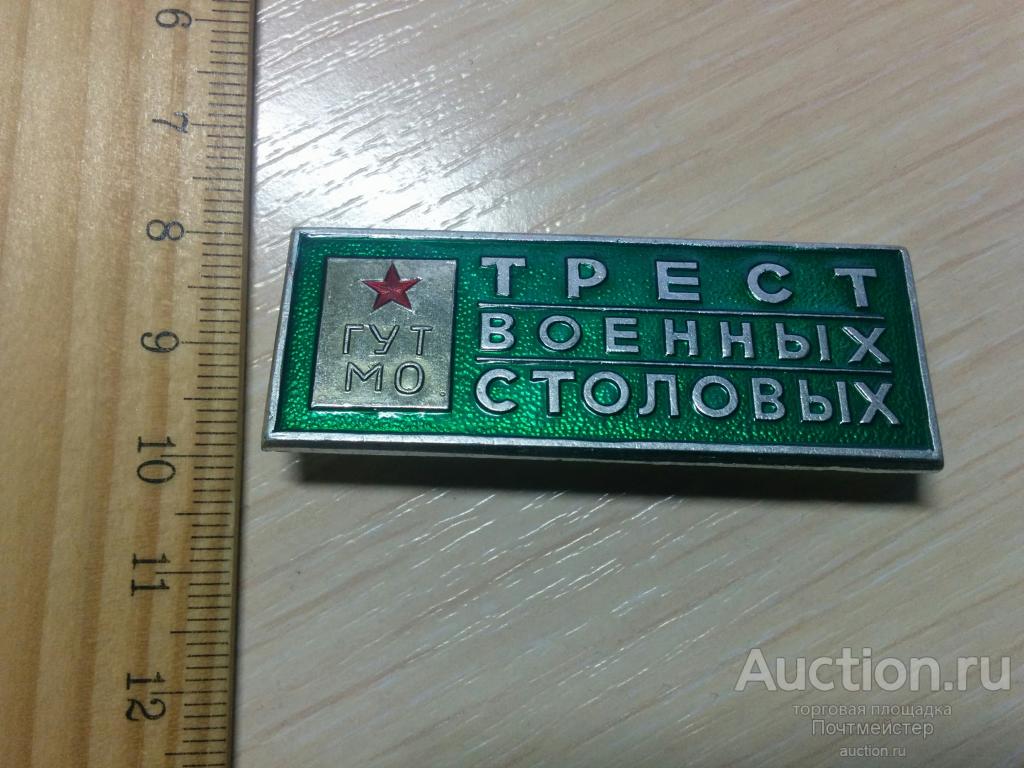 6
7
8
9
10
11
12
ГУТ
МО.
ТРЕСТ
ВОЕННЫХ
СТОЛОВЫХ
Auction.ru
торговая площадка
Почтмейстер
auction.ru